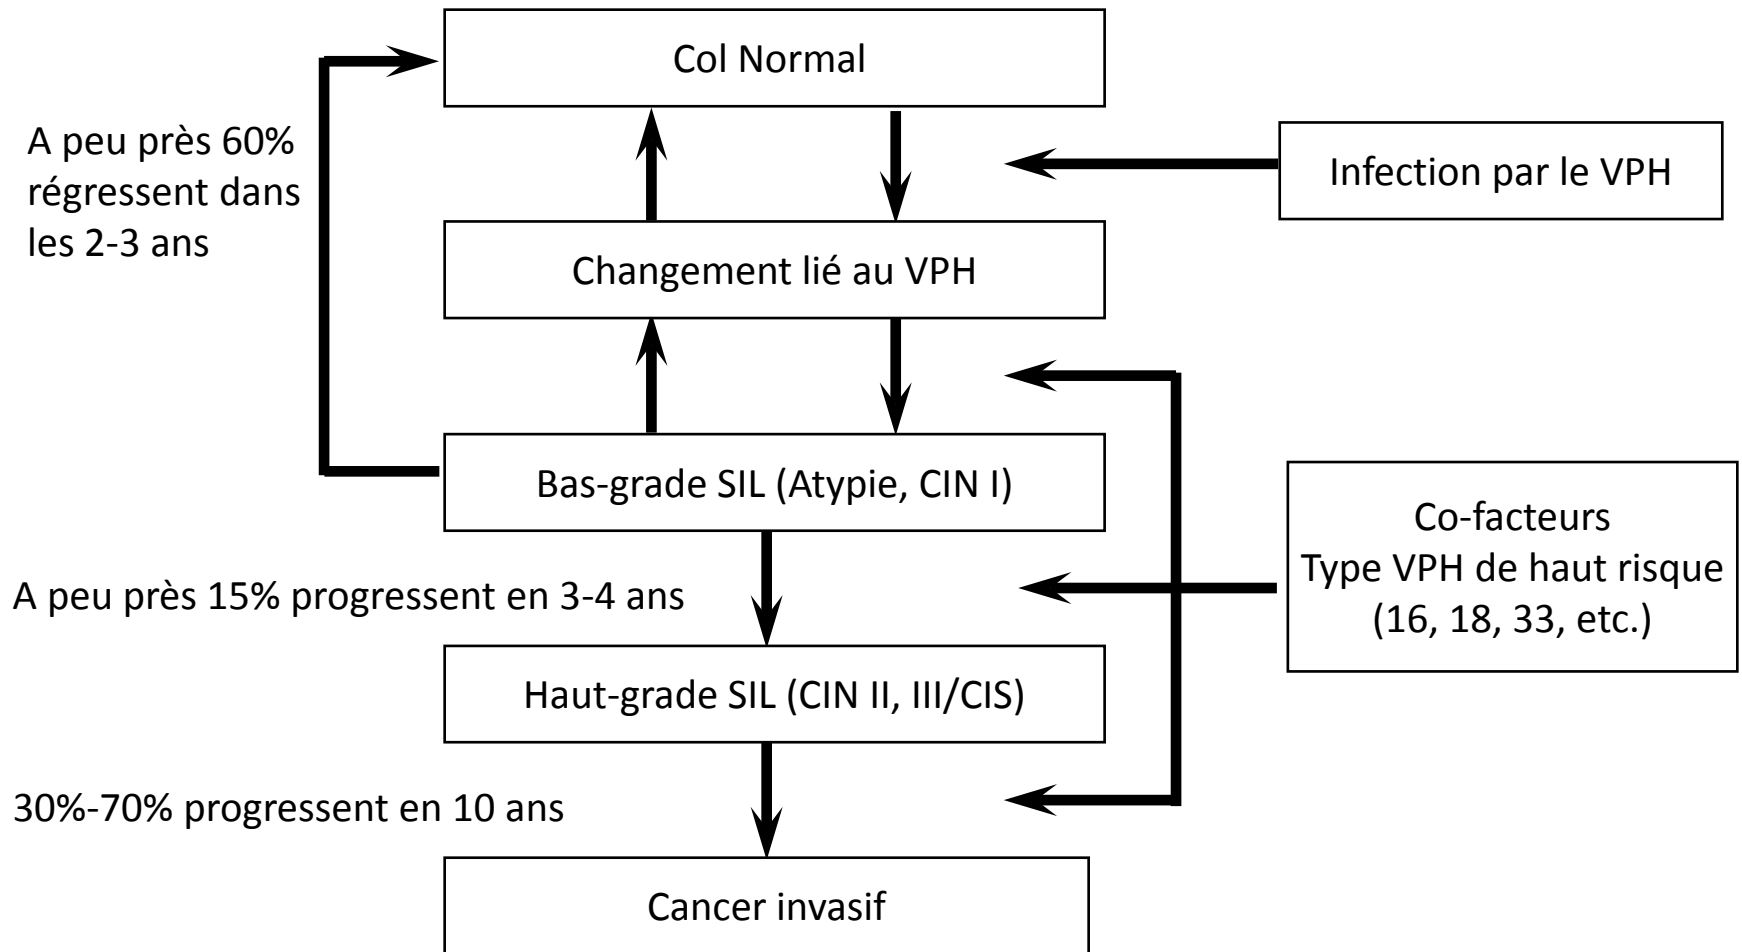 Col Normal
A peu près 60%
régressent dans
les 2-3 ans
Infection par le VPH
Changement lié au VPH
Bas-grade SIL (Atypie, CIN I)
Co-facteurs
Type VPH de haut risque
(16, 18, 33, etc.)
A peu près 15% progressent en 3-4 ans
Haut-grade SIL (CIN II, III/CIS)
30%-70% progressent en 10 ans
Cancer invasif